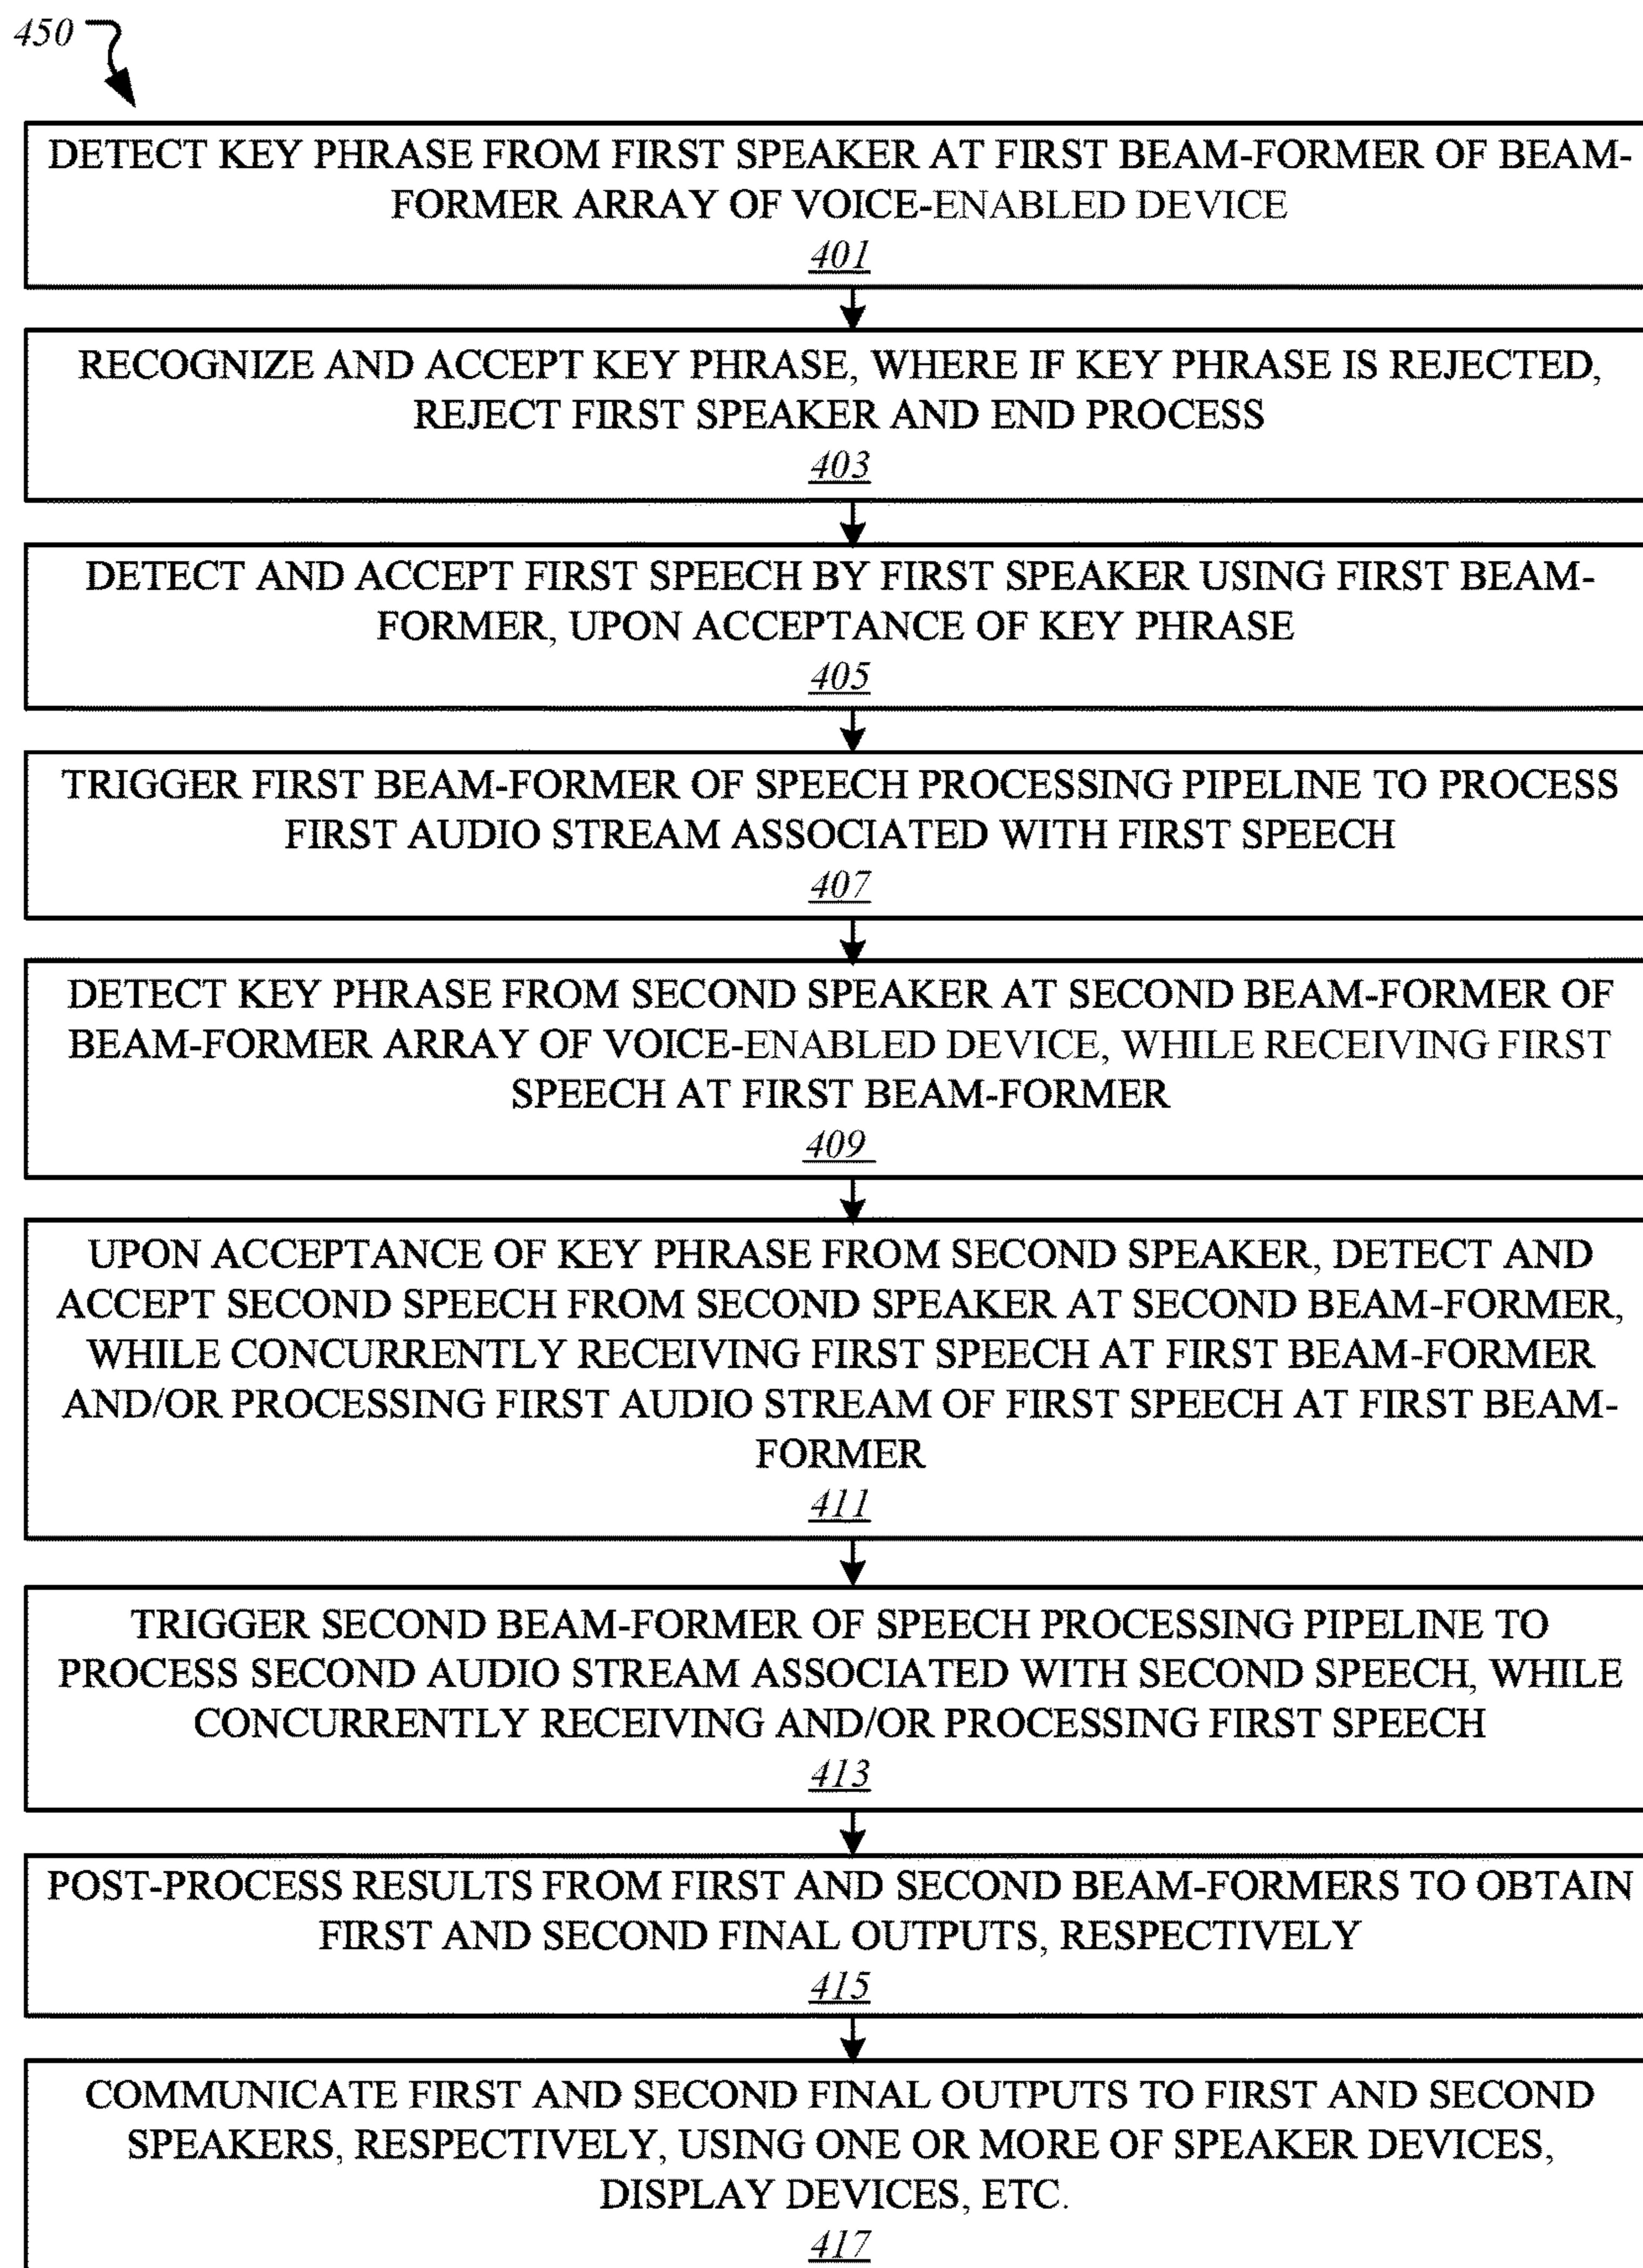 450
DETECT KEY PHRASE FROM FIRST SPEAKER AT FIRST BEAM-FORMER OF BEAM-
FORMER ARRAY OF VOICE-ENABLED DEVICE
401
RECOGNIZE AND ACCEPT KEY PHRASE, WHERE IF KEY PHRASE IS REJECTED,
REJECT FIRST SPEAKER AND END PROCESS
403
DETECT AND ACCEPT FIRST SPEECH BY FIRST SPEAKER USING FIRST BEAM-
FORMER, UPON ACCEPTANCE OF KEY PHRASE
405
TRIGGER FIRST BEAM-FORMER OF SPEECH PROCESSING PIPELINE TO PROCESS
FIRST AUDIO STREAM ASSOCIATED WITH FIRST SPEECH
407
DETECT KEY PHRASE FROM SECOND SPEAKER AT SECOND BEAM-FORMER OF
BEAM-FORMER ARRAY OF VOICE-ENABLED DEVICE, WHILE RECEIVING FIRST
SPEECH AT FIRST BEAM-FORMER
409
UPON ACCEPTANCE OF KEY PHRASE FROM SECOND SPEAKER, DETECT AND
ACCEPT SECOND SPEECH FROM SECOND SPEAKER AT SECOND BEAM-FORMER,
WHILE CONCURRENTLY RECEIVING FIRST SPEECH AT FIRST BEAM-FORMER
AND/OR PROCESSING FIRST AUDIO STREAM OF FIRST SPEECH AT FIRST BEAM-
FORMER
411
TRIGGER SECOND BEAM-FORMER OF SPEECH PROCESSING PIPELINE TO
PROCESS SECOND AUDIO STREAM ASSOCIATED WITH SECOND SPEECH, WHILE
CONCURRENTLY RECEIVING AND/OR PROCESSING FIRST SPEECH
413
POST-PROCESS RESULTS FROM FIRST AND SECOND BEAM-FORMERS TO OBTAIN
FIRST AND SECOND FINAL OUTPUTS, RESPECTIVELY
415
COMMUNICATE FIRST AND SECOND FINAL OUTPUTS TO FIRST AND SECOND
SPEAKERS, RESPECTIVELY, USING ONE OR MORE OF SPEAKER DEVICES,
DISPLAY DEVICES, ETC.
417